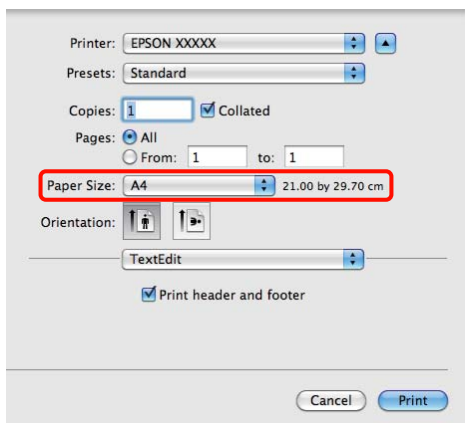 Printer: EPSON XXXXX
Presets: Standard
Copies: 1 Collated
Pages: All
From: 1 to: 1
Paper Size: A4 21.00 by 29.70 cm
Orientation:
TextEdit
Print header and footer
Cancel Print